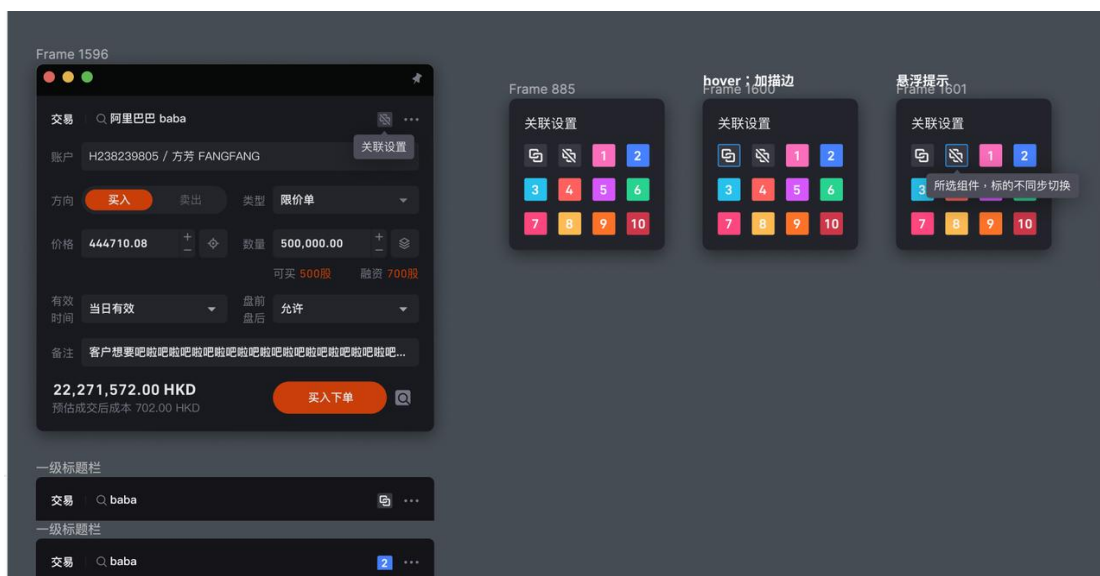 Frame 1596
交易 阿里巴巴 baba
关联设置
账户 H238239805 / 方芳 FANGFANG
方向 买入 卖出 类型 限价单
价格 444710.08 + − 数量 500,000.00 + −
可买 500股 融资 700股
有效时间 当日有效 盘前盘后 允许
备注 客户想要吧啦吧啦吧啦吧啦吧啦吧啦吧啦吧啦吧啦吧啦吧...
22,271,572.00 HKD
预估成交后成本 702.00 HKD
买入下单
一级标题栏
交易 baba
一级标题栏
交易 baba 2
Frame 885
关联设置
1 2
3 4 5 6
7 8 9 10
hover；加描边
Frame 1600
关联设置
1 2
3 4 5 6
7 8 9 10
悬浮提示
Frame 1601
关联设置
1 2
3
所选组件，标的不同步切换
7 8 9 10